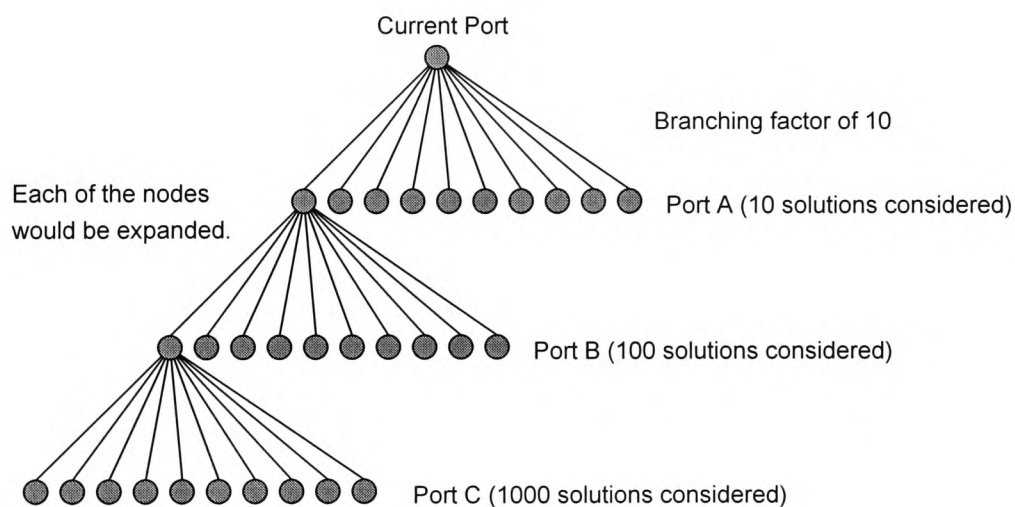 Current Port
Branching factor of 10
Each of the nodes
would be expanded.
Port A (10 solutions considered)
Port B (100 solutions considered)
Port C (1000 solutions considered)